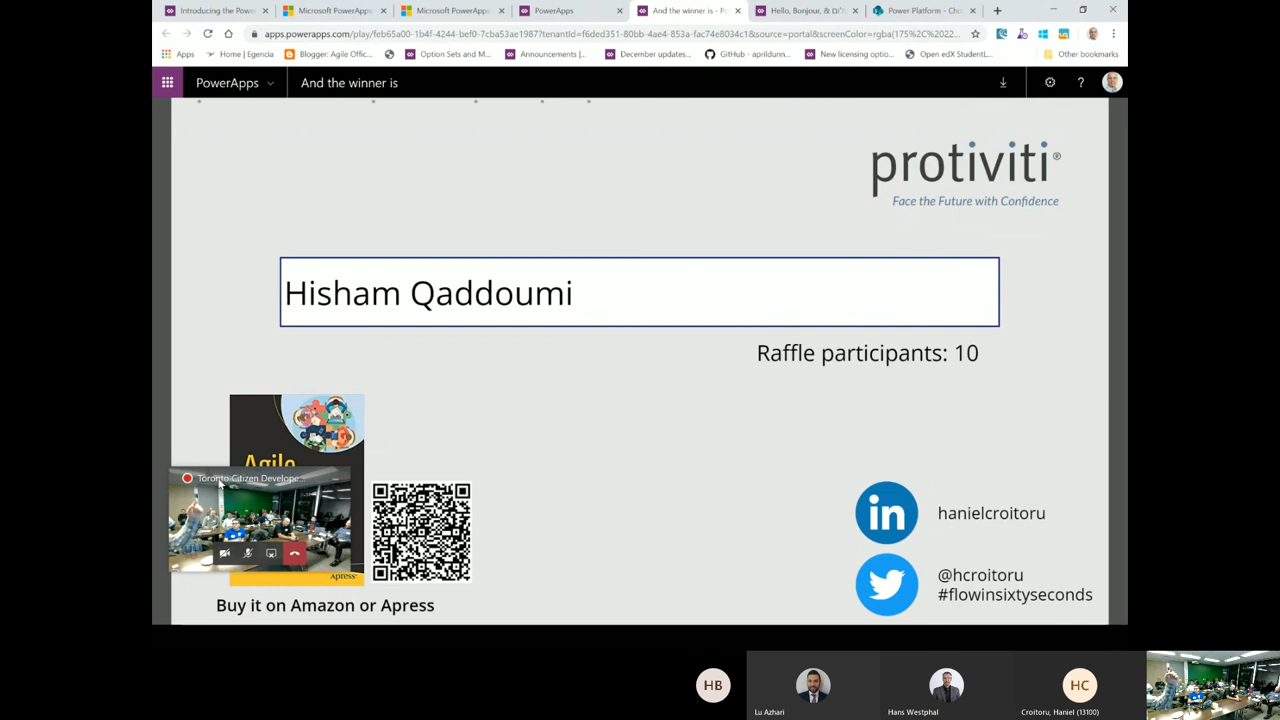 Introducing the Pow
Microsoft PowerApps
Microsoft PowerApps
PowerApps
And the winner is - P
Hello, Bonjour, &
Power Platform - Ch
apps.powerapps.com/play/feb65a00-1b4f-4244-bef0-7cba53ae1987?tenantId=f6ded351-80bb-4ae4-853a-fac74e8034c1&source=portal&screenColor=rgba(175%2C%2022...
Apps
Home | Egencia
Blogger: Agile Offic...
Option Sets and M...
Announcements |...
December updates...
GitHub - aprildunn...
New licensing optio...
Open edX StudentL...
Other bookmarks
PowerApps
And the winner is
protiviti®
Face the Future with Confidence
Hisham Qaddoumi
Raffle participants: 10
Agile
Toronto Citizen Develope...
Apress
in
hanielcroitoru
@hcroitoru
#flowinsixtyseconds
Buy it on Amazon or Apress
HB
HC
Lu Azhari
Hans Westphal
Croitoru, Haniel (13100)